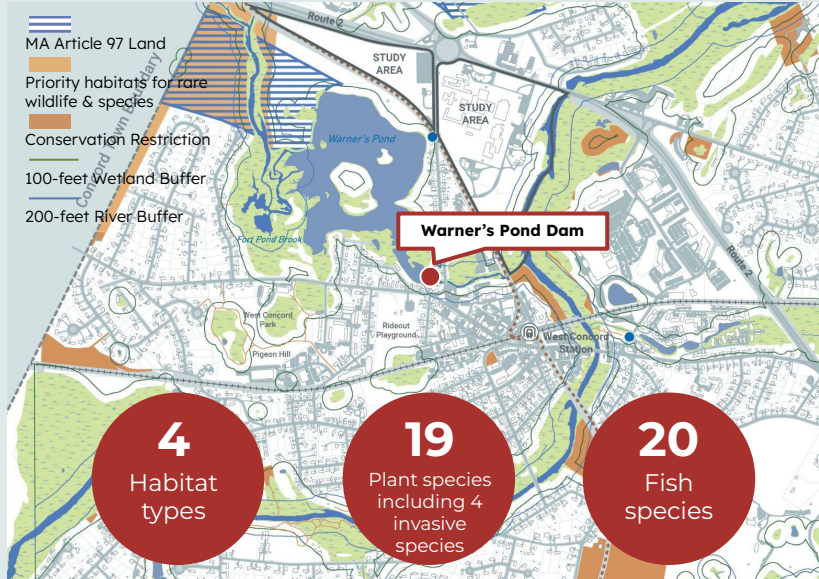 MA Article 97 Land
Priority habitats for rare
wildlife & species
Conservation Restriction
100-feet Wetland Buffer
200-feet River Buffer
Concord Town Boundary
Route 2
STUDY
AREA
STUDY
AREA
Warner's Pond
Fort Pond Brook
Warner's Pond Dam
Route 2
West Concord
Park
Rideout
Playground
Pigeon Hill
West Concord
Station
4
Habitat
types
19
Plant species
including 4
invasive
species
20
Fish
species